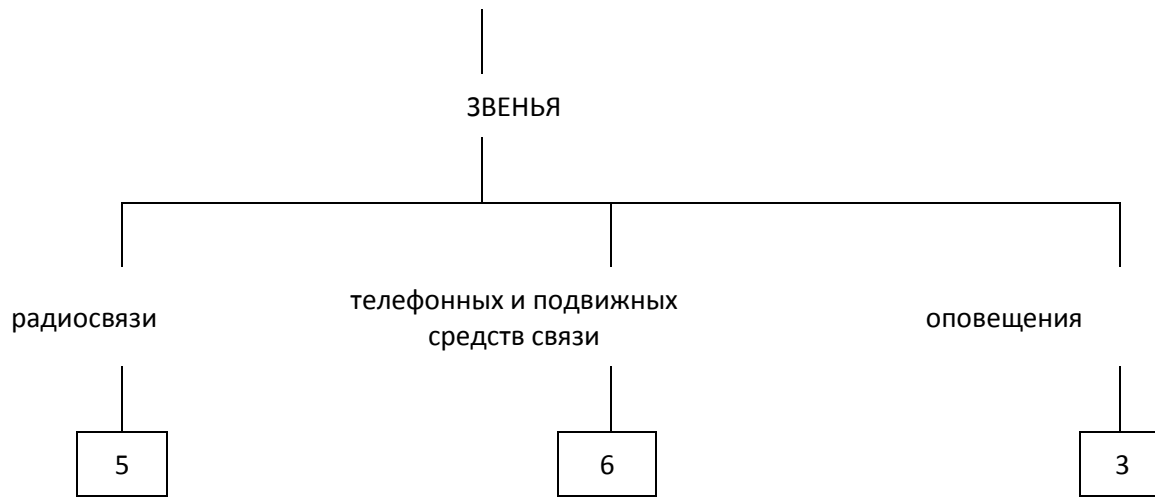 ЗВЕНЬЯ
радиосвязи
телефонных и подвижных
средств связи
оповещения
5
6
3